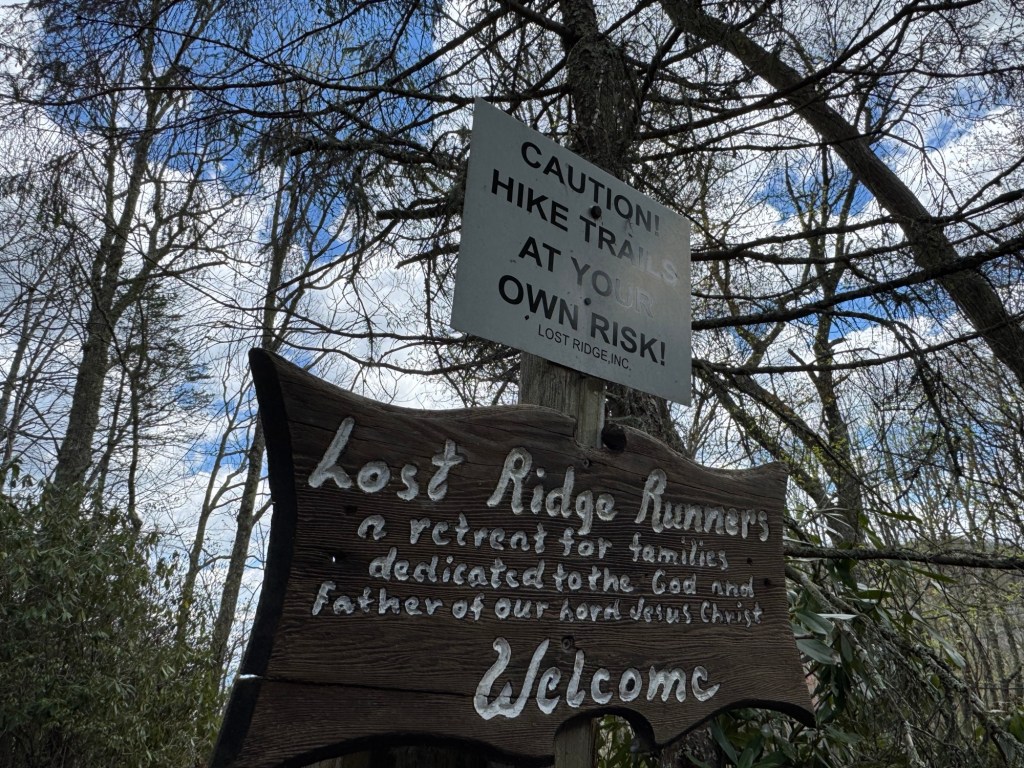 CAUTION!
HIKE TRAILS
AT YOUR
OWN RISK!
LOST RIDGE,INC.
Lost Ridge Runners
a retreat for families
dedicated to the God and
Father of our Lord Jesus Christ
Welcome